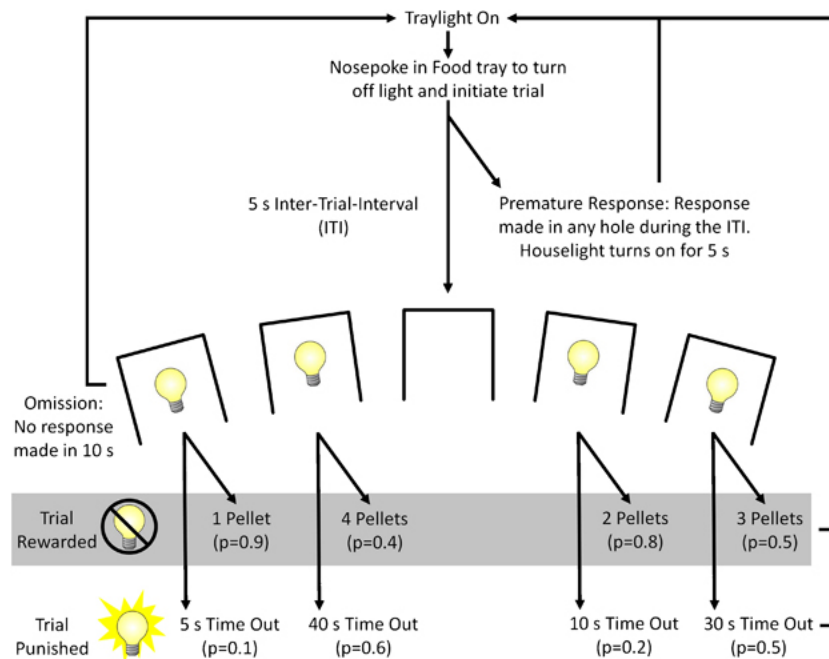 Traylight On
Nosepoke in Food tray to turn
off light and initiate trial
5 s Inter-Trial-Interval
(ITI)
Premature Response: Response
made in any hole during the ITI.
Houselight turns on for 5 s
Omission:
No response
made in 10 s
Trial
Rewarded
1 Pellet
(p=0.9)
4 Pellets
(p=0.4)
2 Pellets
(p=0.8)
3 Pellets
(p=0.5)
Trial
Punished
5 s Time Out
(p=0.1)
40 s Time Out
(p=0.6)
10 s Time Out
(p=0.2)
30 s Time Out
(p=0.5)